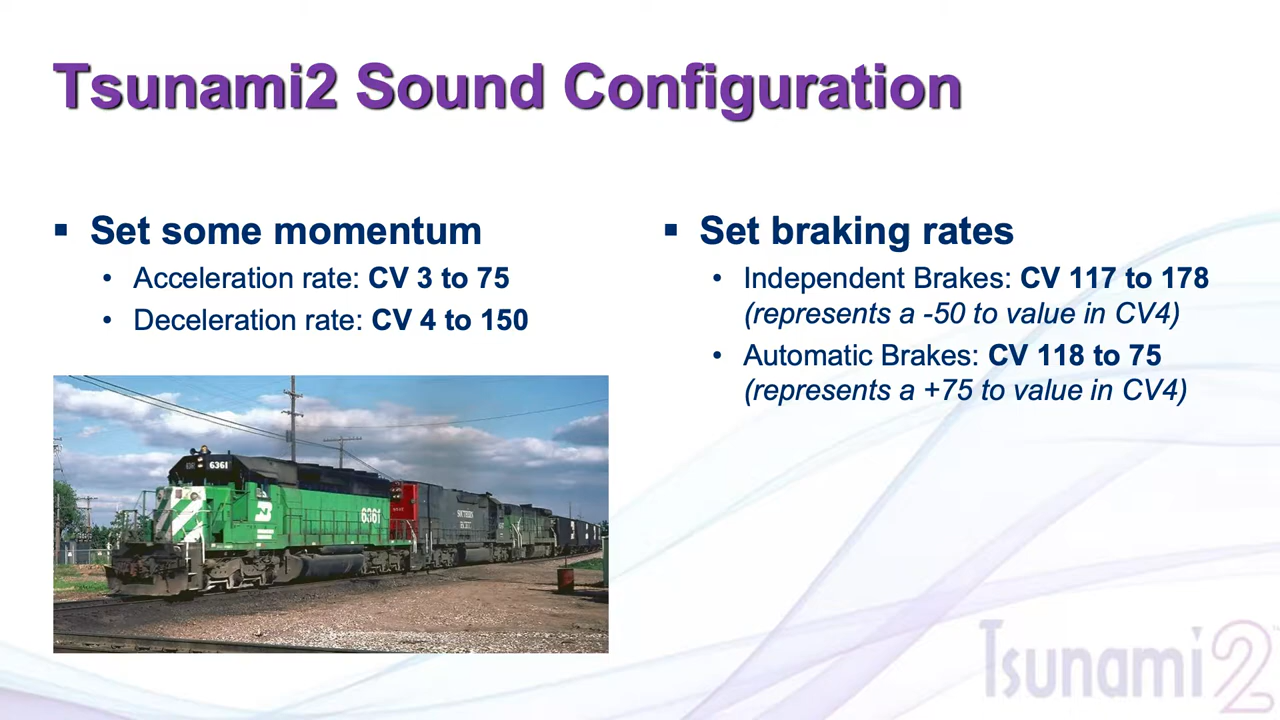 Tsunami2 Sound Configuration
▪ Set some momentum
• Acceleration rate: CV 3 to 75
• Deceleration rate: CV 4 to 150
▪ Set braking rates
• Independent Brakes: CV 117 to 178
(represents a -50 to value in CV4)
• Automatic Brakes: CV 118 to 75
(represents a +75 to value in CV4)
6361
6361
SOUTHERN
Tsunami2